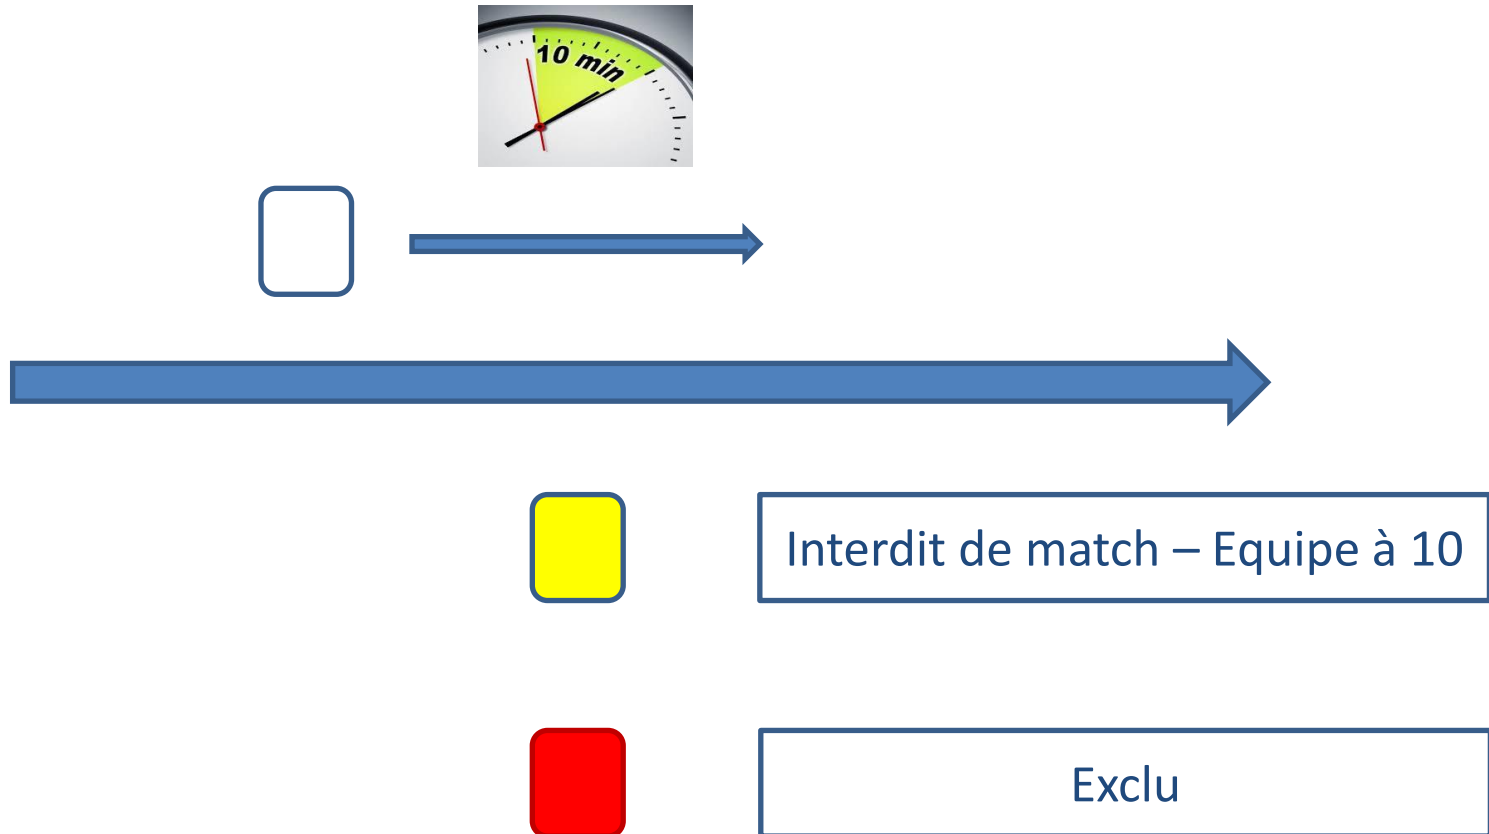 10 min
Interdit de match – Equipe à 10
Exclu